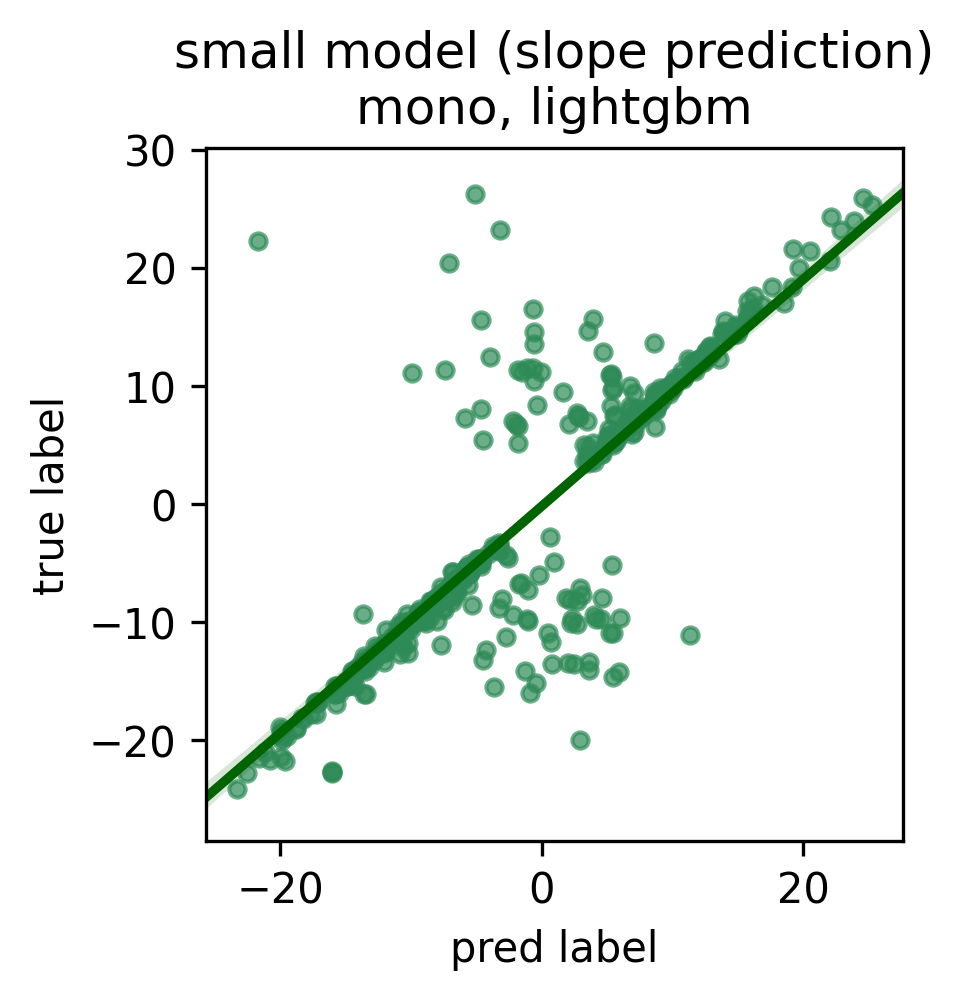 small model (slope prediction)
mono, lightgbm
30
20
10
0
−10
−20
true label
−20
0
20
pred label